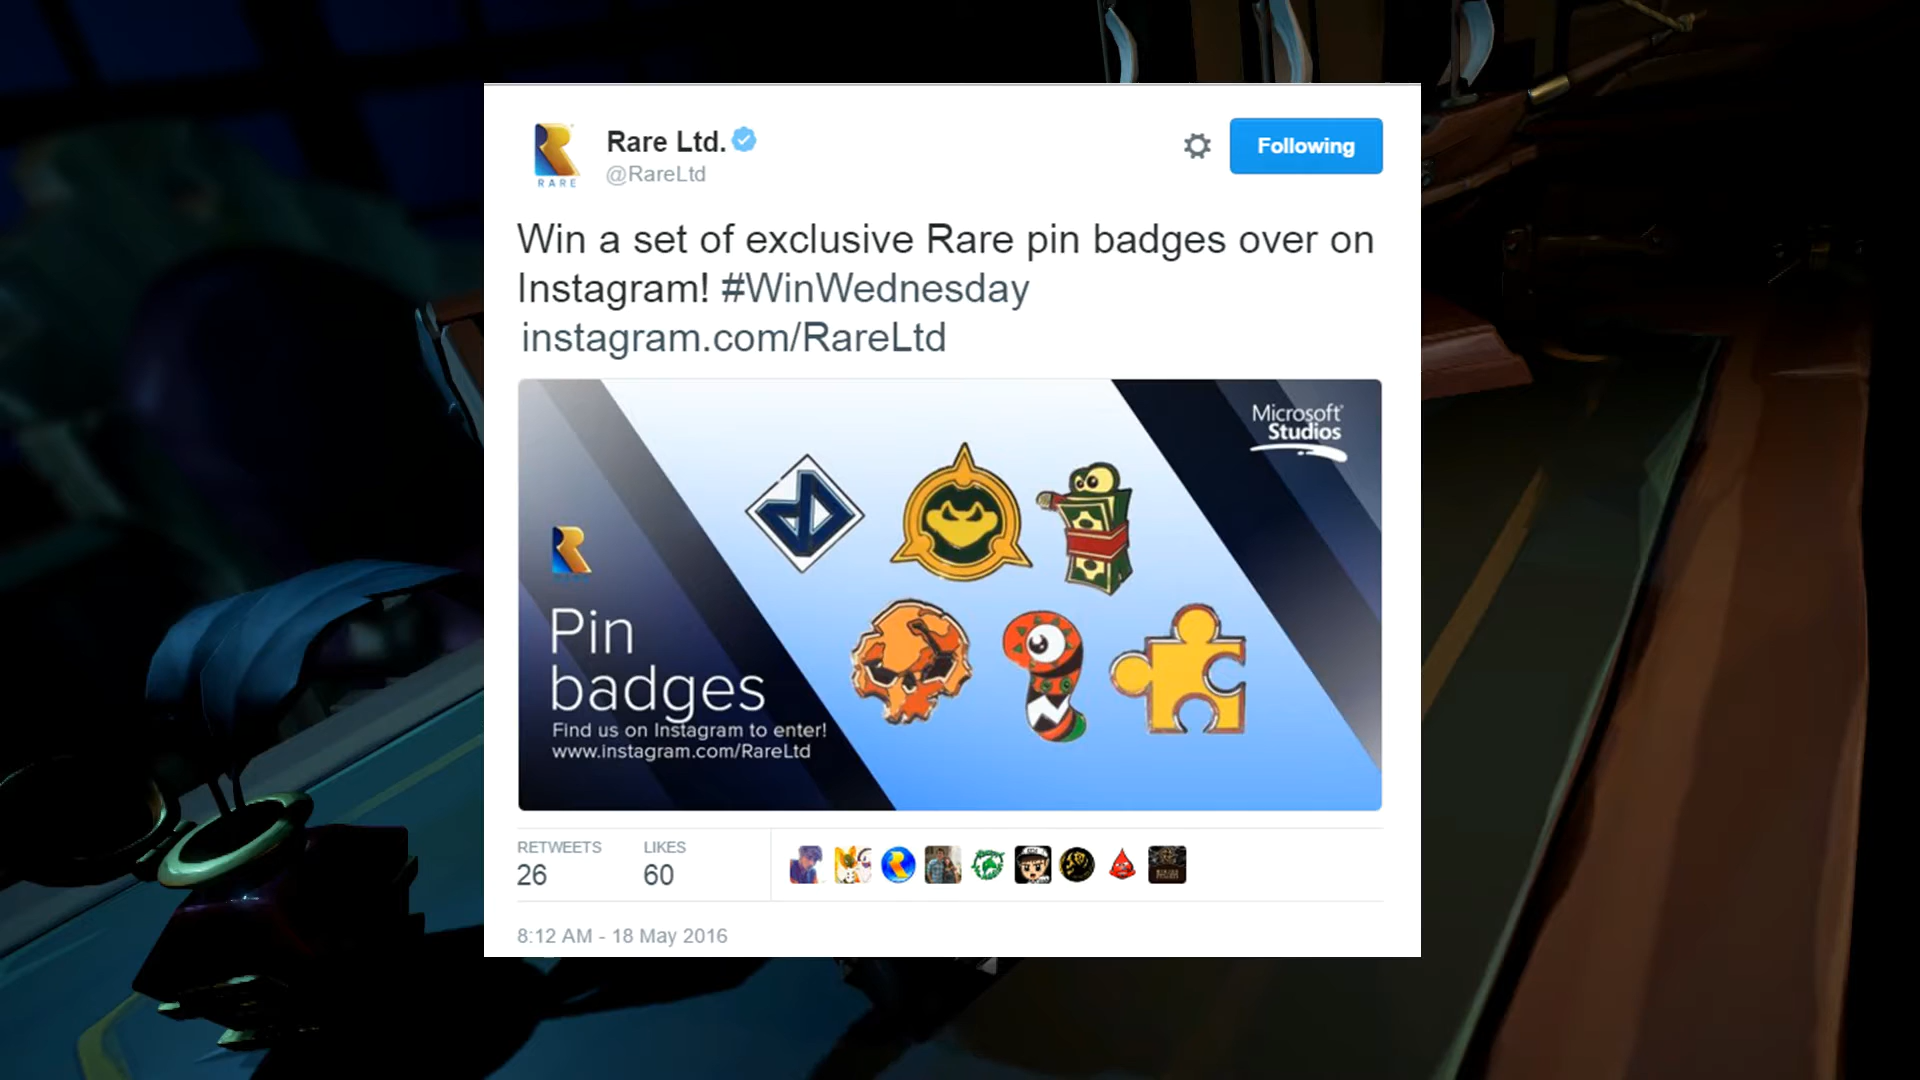 RARE
Rare Ltd.
@RareLtd
Following
Win a set of exclusive Rare pin badges over on
Instagram! #WinWednesday
instagram.com/RareLtd
Microsoft
Studios
Pin
badges
Find us on Instagram to enter!
www.instagram.com/RareLtd
RETWEETS
26
LIKES
60
8:12 AM - 18 May 2016